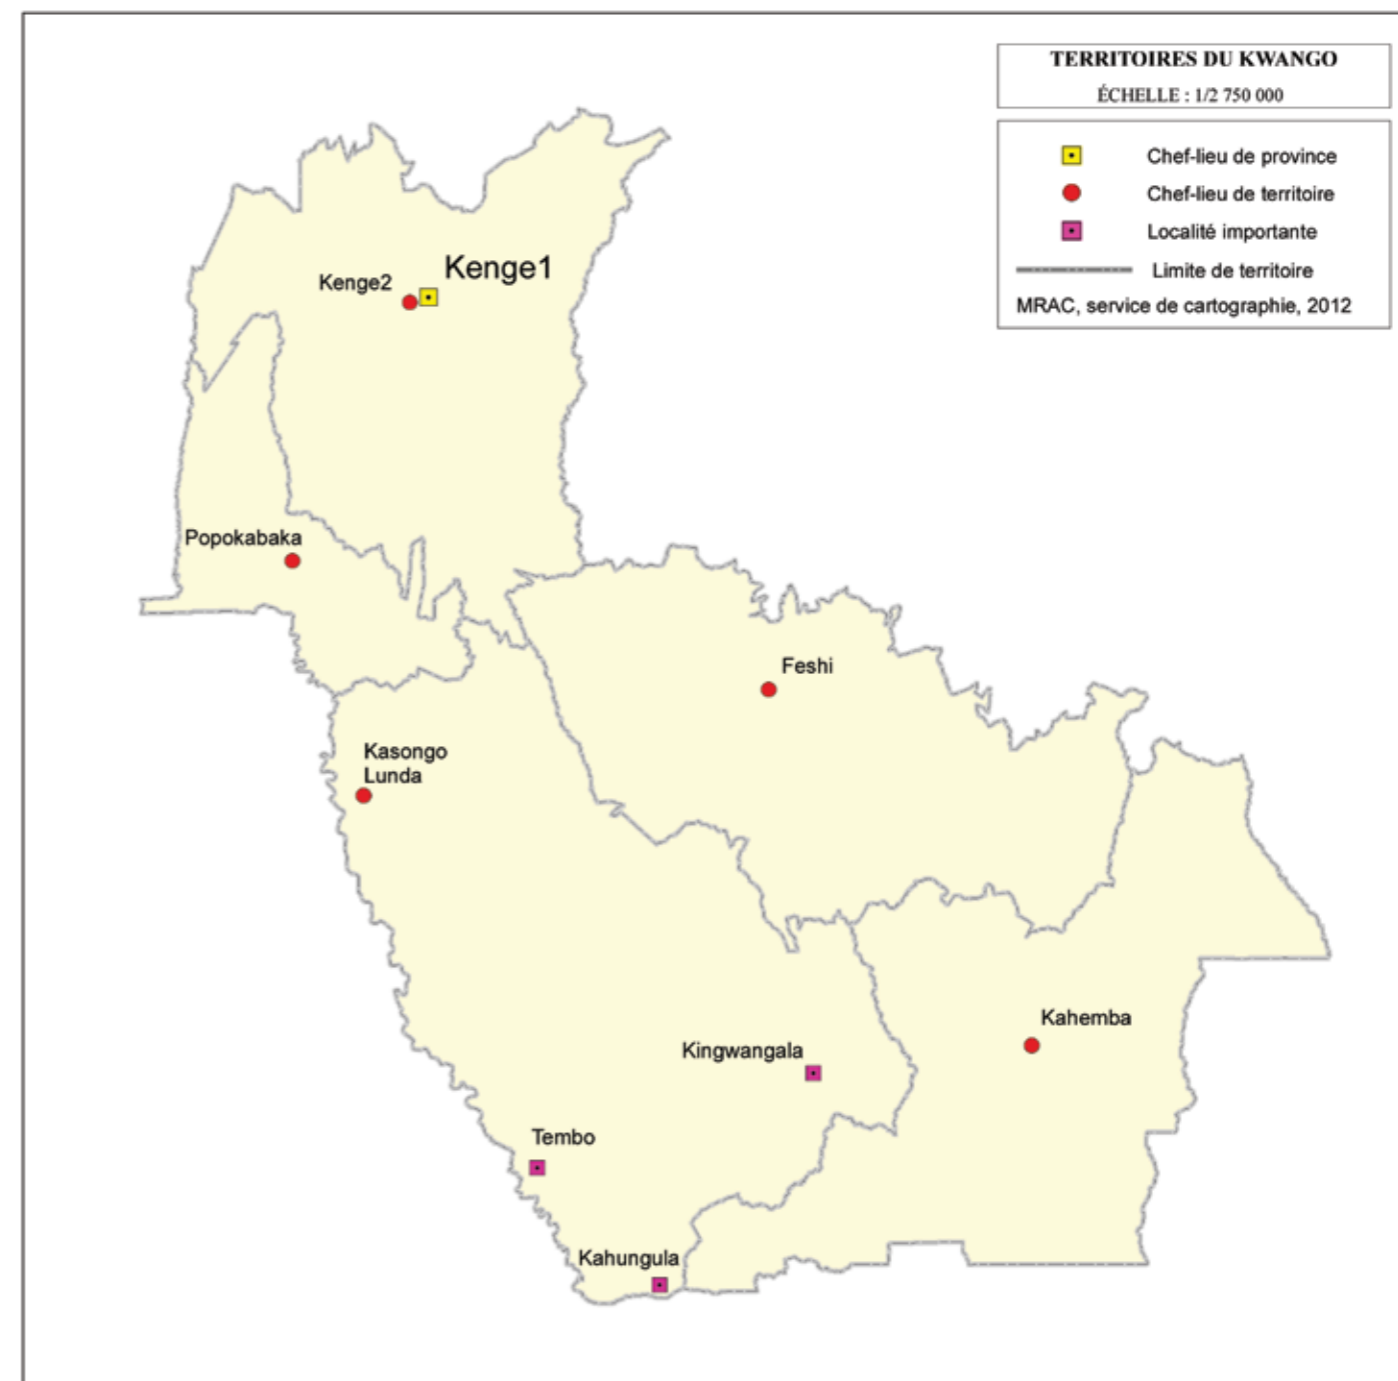 TERRITOIRES DU KWANGO
ÉCHELLE : 1/2 750 000
Chef-lieu de province
Chef-lieu de territoire
Localité importante
Limite de territoire
MRAC, service de cartographie, 2012
Kenge1
Kenge2
Popokabaka
Feshi
Kasongo
Lunda
Kahemba
Kingwangala
Tembo
Kahungula